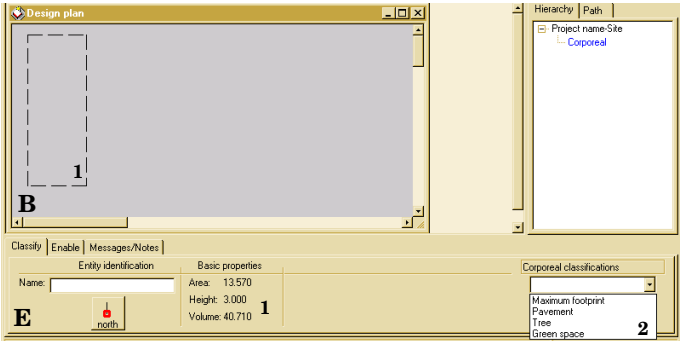 Design plan
1
B
Hierarchy Path
Project name-Site
Corporeal
Classify Enable Messages/Notes
Entity identification
Name:
north
E
Basic properties
Area: 13.570
Height: 3.000
Volume: 40.710
1
Corporeal classifications
Maximum footprint
Pavement
Tree
Green space
2